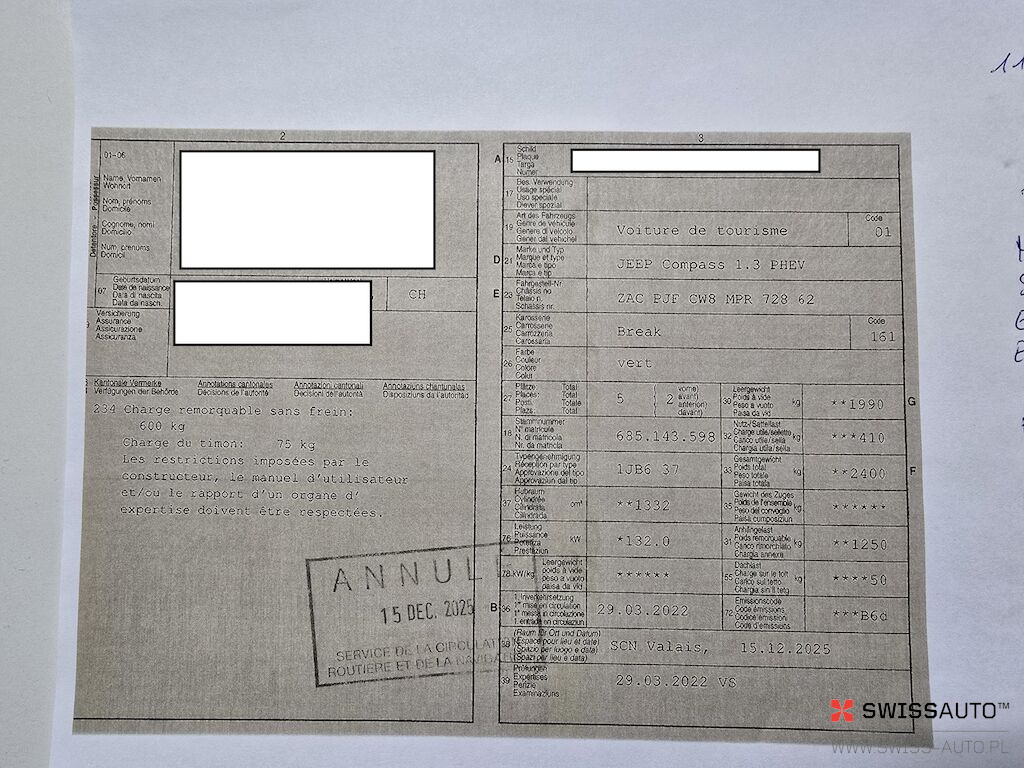 11
2
01-06
Détenteur - Possessur
Name, Vornamen
Wohnort
Nom, prénoms
Domicile
Cognome, nomi
Domicilio
Num, prenums
Domicil
07
Geburtsdatum
Date de naissance
Data di nascita
Data da nasch.
CH
Versicherung
Assurance
Assicurazione
Assicuranza
Kantonale Vermerke
Verfügungen der Behörde
Annotations cantonales
Décisions de l'autorité
Annotazioni cantonali
Decisioni dell'autorità
Annotaziuns chantunalas
Disposiziuns da l'autoritad
234 Charge remorquable sans frein:
600 kg
Charge du timon: 75 kg
Les restrictions imposées par le
constructeur, le manuel d'utilisateur
et/ou le rapport d'un organe d'
expertise doivent être respectées.
ANNUL
15 DEC. 2025
SERVICE DE LA CIRCULAT
ROUTIERE ET DE LA NAVIGAT
3
A 15
Schild
Plaque
Targa
Numer
17
Bes. Verwendung
Usage spécial
Uso speciale
Diever spezial
19
Art des Fahrzeugs
Genre de véhicule
Genere di veicolo
Gener dal vehichel
Voiture de tourisme
Code
01
D 21
Marke und Typ
Marque et type
Marca e tipo
Marca e tip
JEEP Compass 1.3 PHEV
E 23
Fahrgestell-Nr
Châssis no
Telaio n.
Schassis nr.
ZAC PJF CW8 MPR 728 62
25
Karosserie
Carrosserie
Carrozzeria
Carossaria
Break
Code
161
26
Farbe
Couleur
Colore
Colur
vert
27
Plätze Total
Places: Total
Posti Totale
Plazs: Total
5
( 2
vorne)
avant)
anteriori)
davant)
30
Leergewicht
Poids à vide
Peso a vuoto
Paisa da vid
kg
**1990
G
18
Stammnummer
N° matricule
N. di matricola
Nr. da matricla
685.143.598
32
Nutz-/Sattellast
Charge utile/sellette
Carico utile/sella
Chargia utila/sella
kg
***410
24
Typengenehmigung
Réception par type
Approvazione del tipo
Approvaziun dal tip
1JB6 37
33
Gesamtgewicht
Poids total
Peso totale
Paisa totala
kg
**2400
F
37
Hubraum
Cylindrée
Cilindrata
Cilindrada
cm³
**1332
35
Gewicht des Zuges
Poids de l'ensemble
Peso del convoglio
Paisa cumposiziun
kg
******
76
Leistung
Puissance
Potenza
Prestaziun
kW
*132.0
31
Anhängelast
Poids remorquable
Carico rimorchiato
Chargia annexa
kg
**1250
78
kW/kg
Leergewicht
poids à vide
peso a vuoto
paisa da vid
******
55
Dachlast
Charge sur le toit
Carico sul tetto
Chargia sin il tetg
kg
****50
B 36
1. Inverkehrsetzung
1re mise en circulation
1a messa in circolazione
1. entrada en circulaziun
29.03.2022
72
Emissionscode
Code émissions
Codice emissioni
Code d'emissiuns
***B6d
38
(Raum für Ort und Datum)
(Espace pour lieu et date)
(Spazio per luogo e data)
(Spazi per lieu e data)
SCN Valais, 15.12.2025
39
Prüfungen
Expertises
Perizie
Examinaziuns
29.03.2022 VS
SWISSAUTO™
WWW.SWISS-AUTO.PL